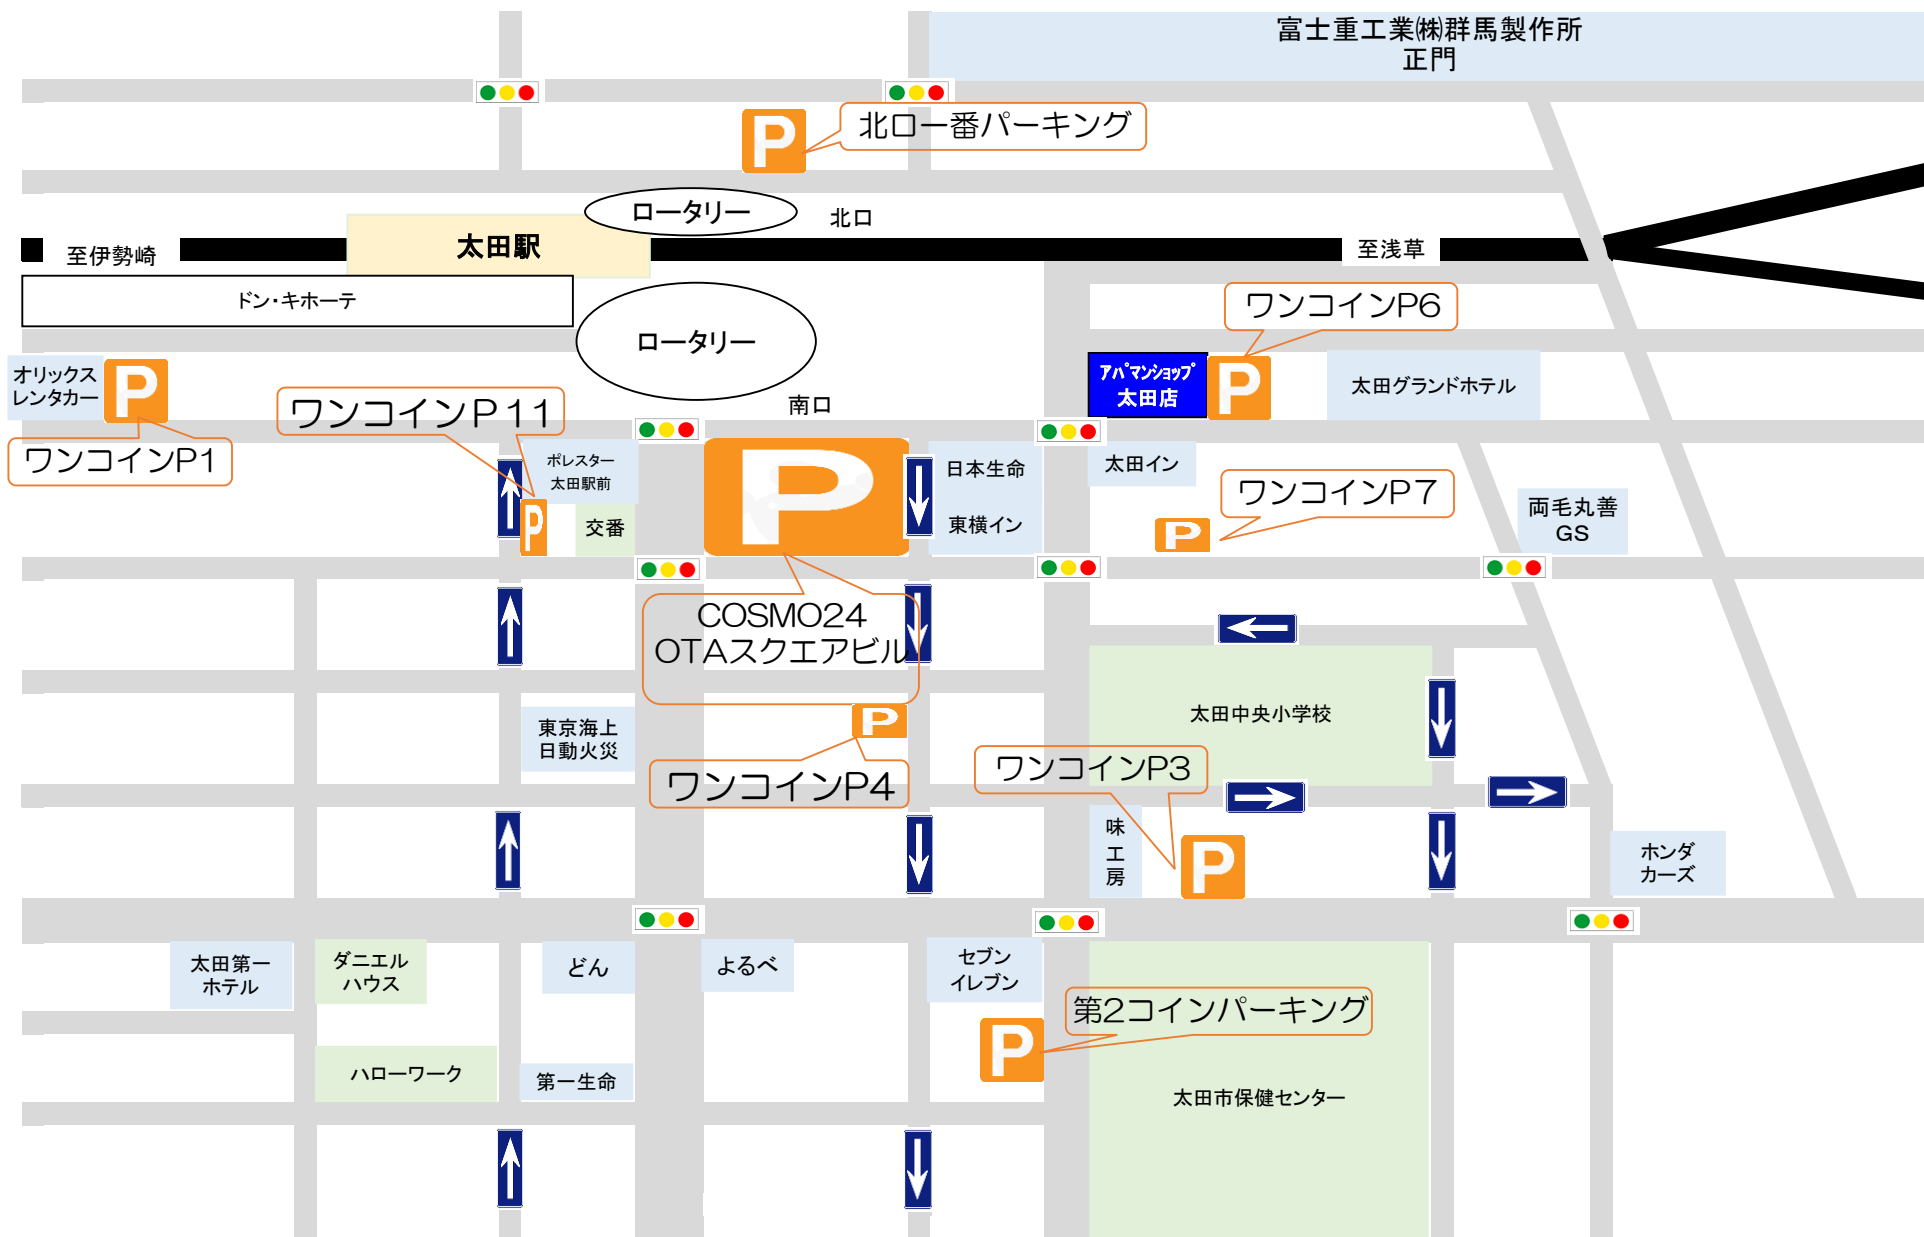 富士重工業㈱群馬製作所
正門
P
北口一番パーキング
ロータリー
北口
至伊勢崎
太田駅
至浅草
ドン・キホーテ
ロータリー
ワンコインP6
オリックス
レンタカー
P
ワンコインP11
南口
アパマンショップ
太田店
P
太田グランドホテル
ワンコインP1
ポレスター
太田駅前
P
交番
P
日本生命
東横イン
太田イン
ワンコインP7
P
両毛丸善
GS
COSMO24
OTAスクエアビル
P
ワンコインP4
東京海上
日動火災
太田中央小学校
ワンコインP3
味
工
房
P
ホンダ
カーズ
太田第一
ホテル
ダニエル
ハウス
どん
よるべ
セブン
イレブン
第2コインパーキング
P
ハローワーク
第一生命
太田市保健センター